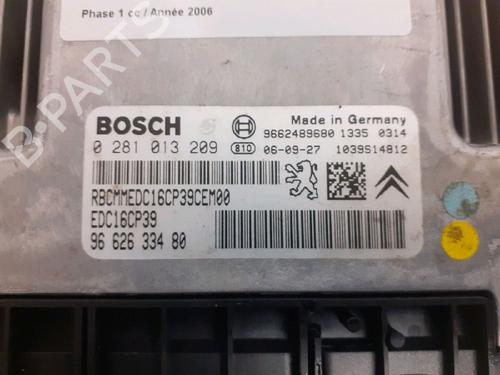 Phase 1 cc / Année 2006
B-PARTS
BOSCH
Made in Germany
9662489680 1335 0314
0 281 013 209 810 06-09-27 1039S14812
RBCMMEDC16CP39CEM00
EDC16CP39
96 626 334 80